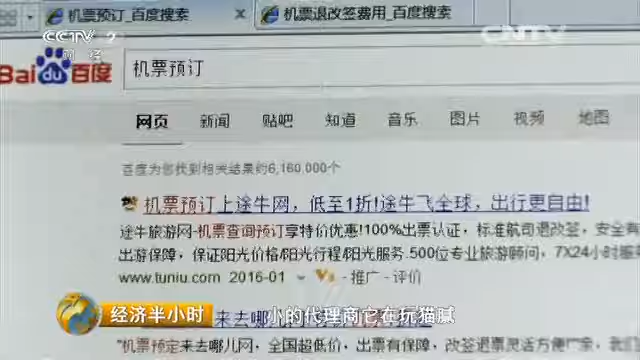 CCTV 2
财经
CNTV
机票预订_百度搜索
机票退改签费用_百度搜索
Bai du 百度
机票预订
网页 新闻 贴吧 知道 音乐 图片 视频 地图
百度为您找到相关结果约6,160,000个
机票预订上途牛网，低至1折!途牛飞全球，出行更自由!
途牛旅游网-机票查询预订享特价优惠!100%出票认证，标准航司退改签，安全有
出游保障，保证阳光价格/阳光行程/阳光服务.500位专业旅游顾问，7X24小时服
www.tuniu.com 2016-01 V3 - 推广 - 评价
经济半小时
来去哪
小的代理商它在玩猫腻
"机票预定来去哪儿网，全国超低价，出票有保障，改签退票灵活方便广家，我们